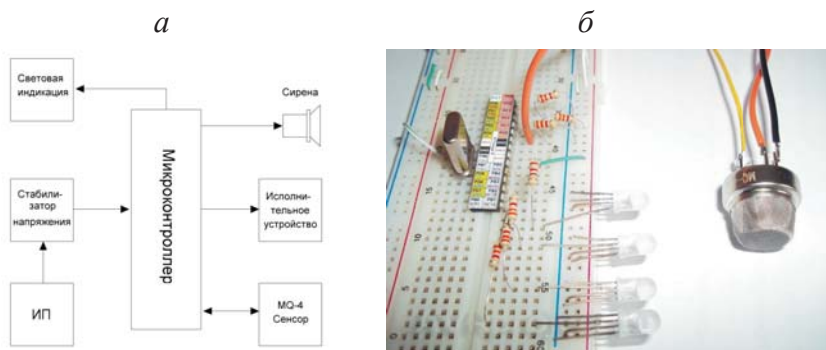 а
б
Световая
индикация
Сирена
Микроконтроллер
Стабили-
затор
напряжения
Исполни-
тельное
устройство
ИП
MQ-4
Сенсор